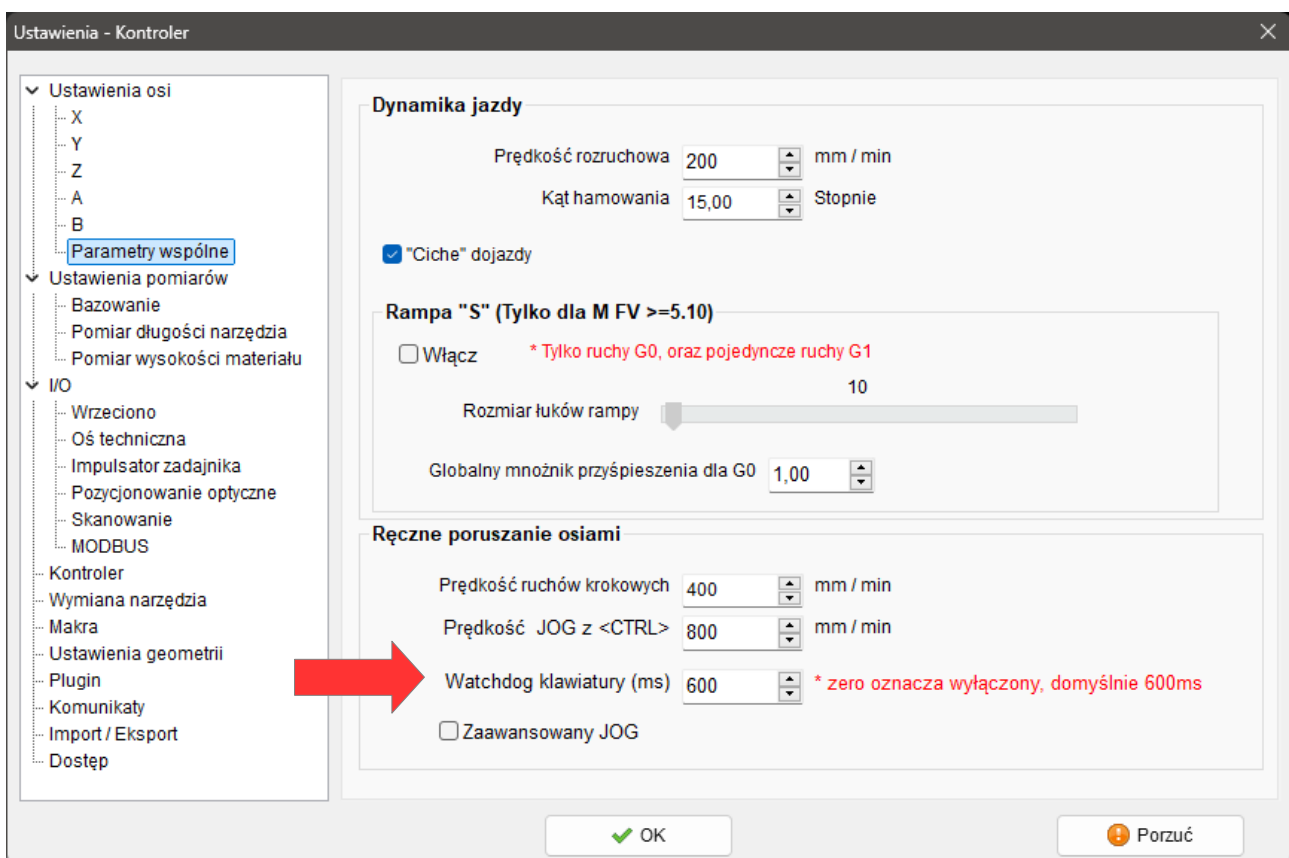 Ustawienia - Kontroler
Ustawienia osi
X
Y
Z
A
B
Parametry wspólne
Ustawienia pomiarów
Bazowanie
Pomiar długości narzędzia
Pomiar wysokości materiału
I/O
Wrzeciono
Oś techniczna
Impulsator zadajnika
Pozycjonowanie optyczne
Skanowanie
MODBUS
Kontroler
Wymiana narzędzia
Makra
Ustawienia geometrii
Plugin
Komunikaty
Import / Eksport
Dostęp
Dynamika jazdy
Prędkość rozruchowa 200 mm / min
Kąt hamowania 15,00 Stopnie
"Ciche" dojazdy
Rampa "S" (Tylko dla M FV >=5.10)
Włącz * Tylko ruchy G0, oraz pojedyncze ruchy G1
10
Rozmiar łuków rampy
Globalny mnożnik przyśpieszenia dla G0 1,00
Ręczne poruszanie osiami
Prędkość ruchów krokowych 400 mm / min
Prędkość JOG z <CTRL> 800 mm / min
Watchdog klawiatury (ms) 600 * zero oznacza wyłączony, domyślnie 600ms
Zaawansowany JOG
OK
Porzuć